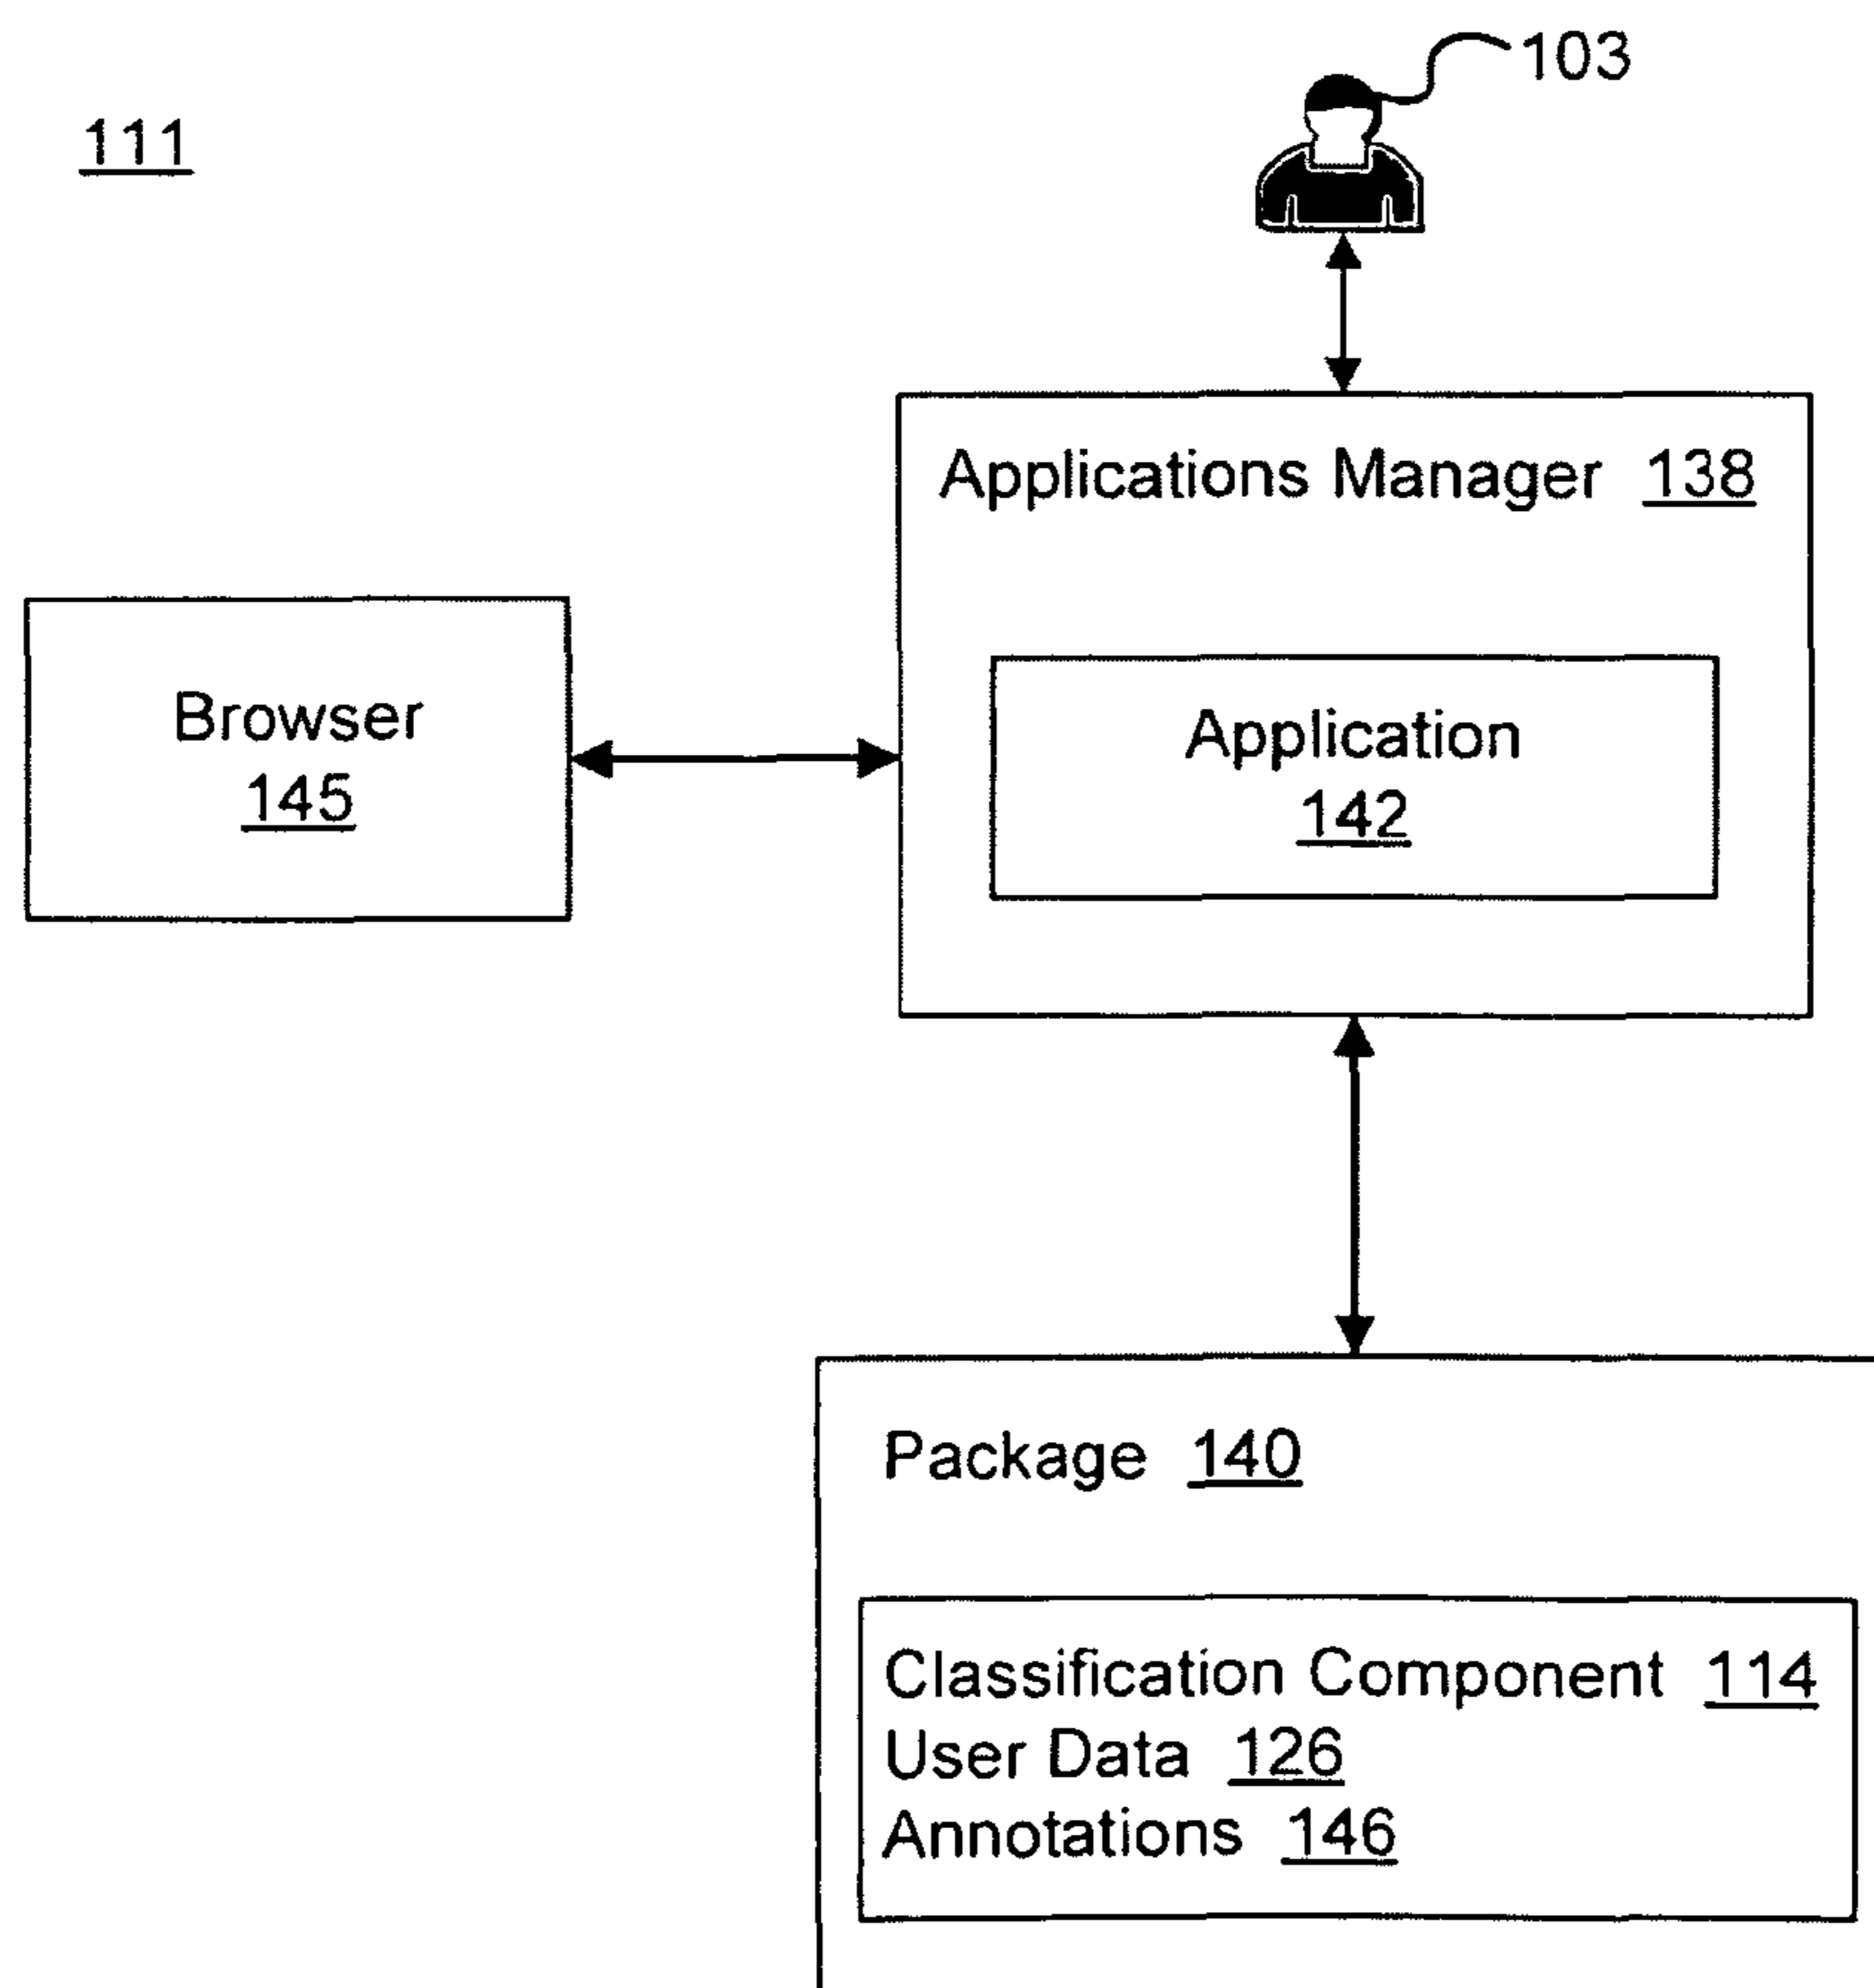 103
111
Applications Manager 138
Browser
145
Application
142
Package 140
Classification Component 114
User Data 126
Annotations 146